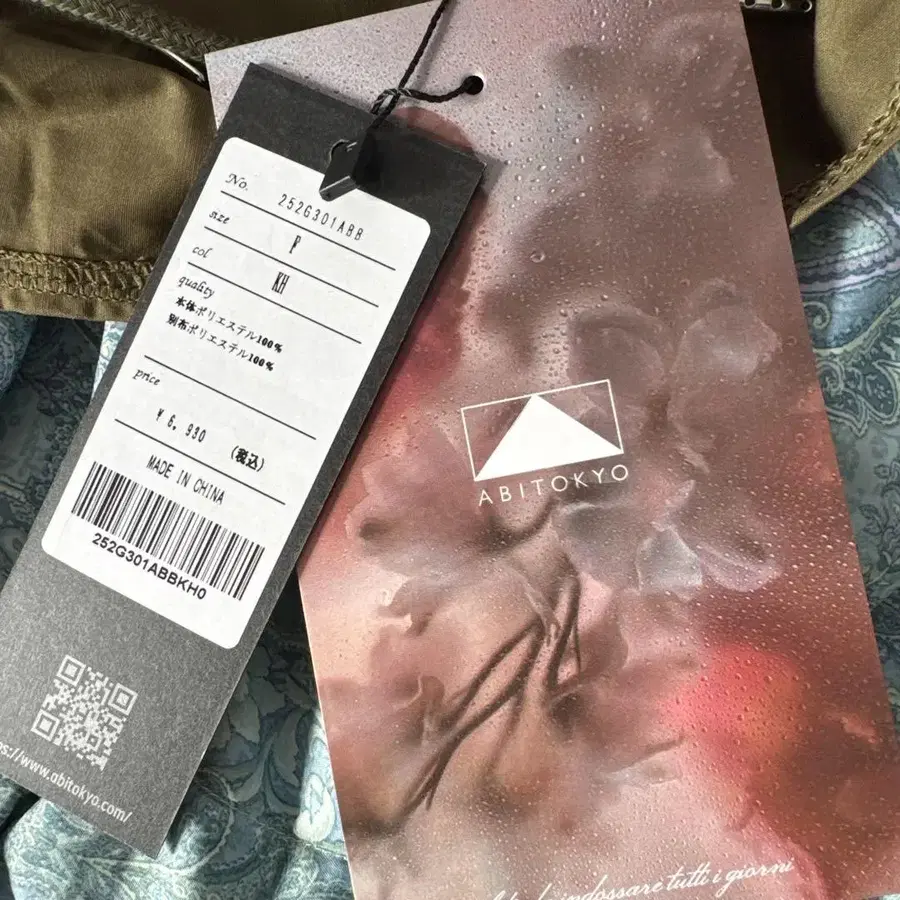 No.
252G301ABB
size
F
col
KH
quality
本体ポリエステル100%
別布ポリエステル100%
price
¥6,930
(税込)
MADE IN CHINA
252G301ABBKH0
://www.abitokyo.com/
ABITOKYO
indossare tutti i giorni